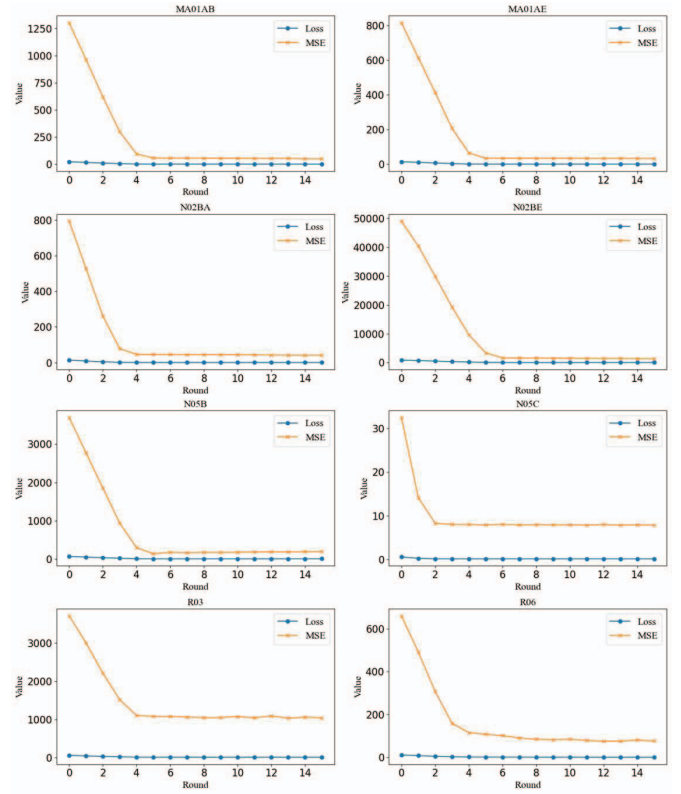 MA01AB
1250
1000
750
500
250
0
Value
Loss
MSE
0 2 4 6 8 10 12 14
Round
MA01AE
800
600
400
200
0
Value
Loss
MSE
0 2 4 6 8 10 12 14
Round
N02BA
800
600
400
200
0
Value
Loss
MSE
0 2 4 6 8 10 12 14
Round
N02BE
50000
40000
30000
20000
10000
0
Value
Loss
MSE
0 2 4 6 8 10 12 14
Round
N05B
3000
2000
1000
0
Value
Loss
MSE
0 2 4 6 8 10 12 14
Round
N05C
30
20
10
0
Value
Loss
MSE
0 2 4 6 8 10 12 14
Round
R03
3000
2000
1000
0
Value
Loss
MSE
0 2 4 6 8 10 12 14
Round
R06
600
400
200
0
Value
Loss
MSE
0 2 4 6 8 10 12 14
Round